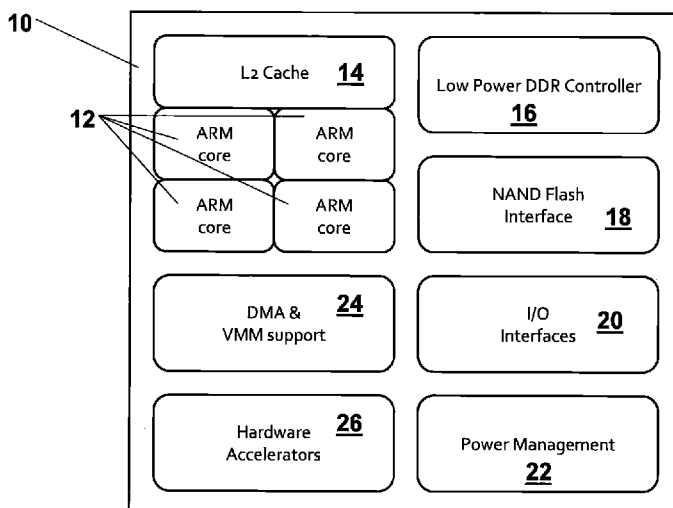 10
L2 Cache 14
Low Power DDR Controller
16
12
ARM
core
ARM
core
ARM
core
ARM
core
NAND Flash
Interface 18
DMA &
VMM support
24
I/O
Interfaces
20
Hardware
Accelerators
26
Power Management
22